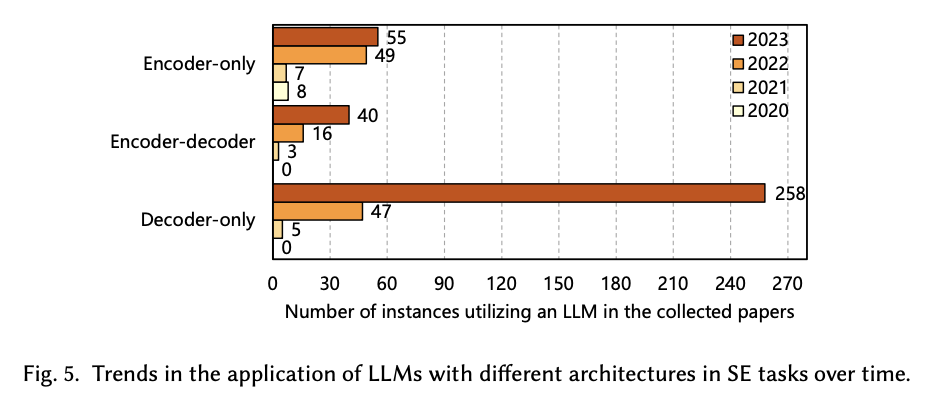 55
2023
49
2022
Encoder-only
7
2021
8
2020
40
16
Encoder-decoder
3
0
258
47
Decoder-only
5
0
0 30 60 90 120 150 180 210 240 270
Number of instances utilizing an LLM in the collected papers
Fig. 5. Trends in the application of LLMs with different architectures in SE tasks over time.